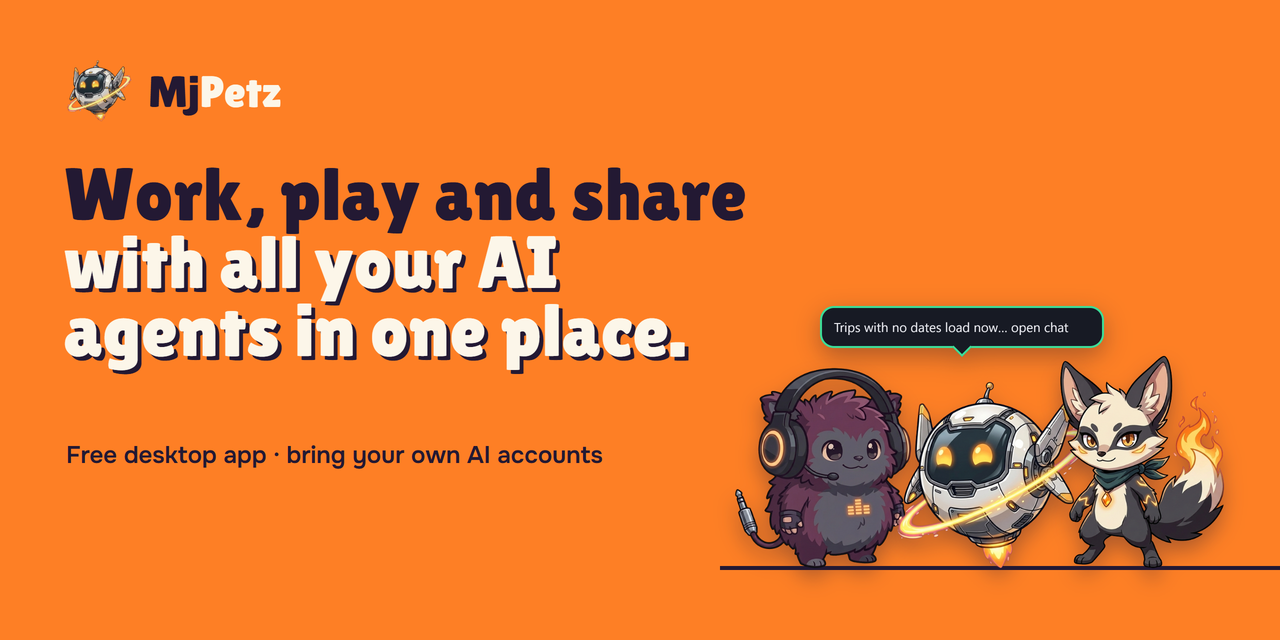 MjPetz
Work, play and share
with all your AI
agents in one place.
Trips with no dates load now... open chat
Free desktop app · bring your own AI accounts